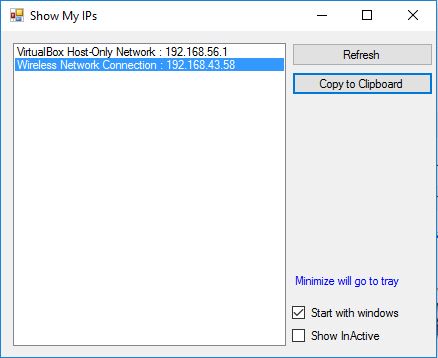 Show My IPs
VirtualBox Host-Only Network : 192.168.56.1
Wireless Network Connection : 192.168.43.58
Refresh
Copy to Clipboard
Minimize will go to tray
Start with windows
Show InActive